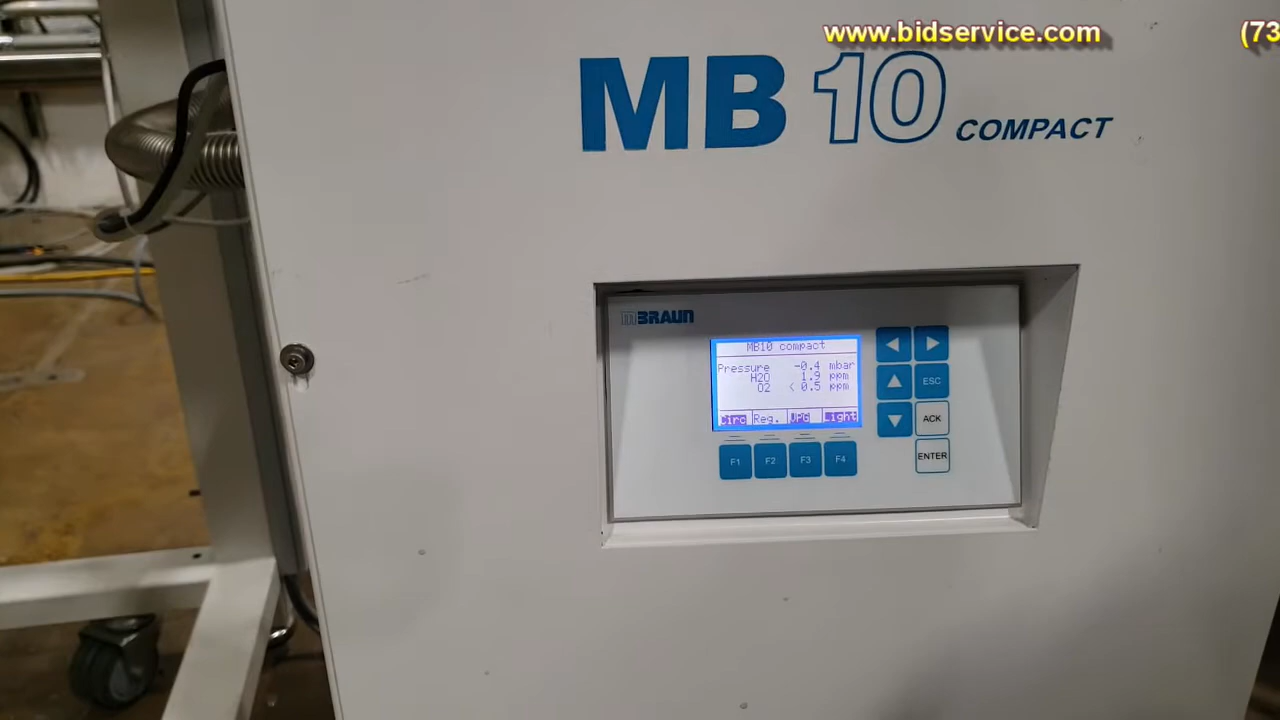 www.bidservice.com
(73
MB 10 COMPACT
mBRAUN
MB10 compact
Pressure -0.4 mbar
H2O 1.9 ppm
O2 < 0.5 ppm
Circ Reg. UPG Light
ESC
ACK
ENTER
F1 F2 F3 F4